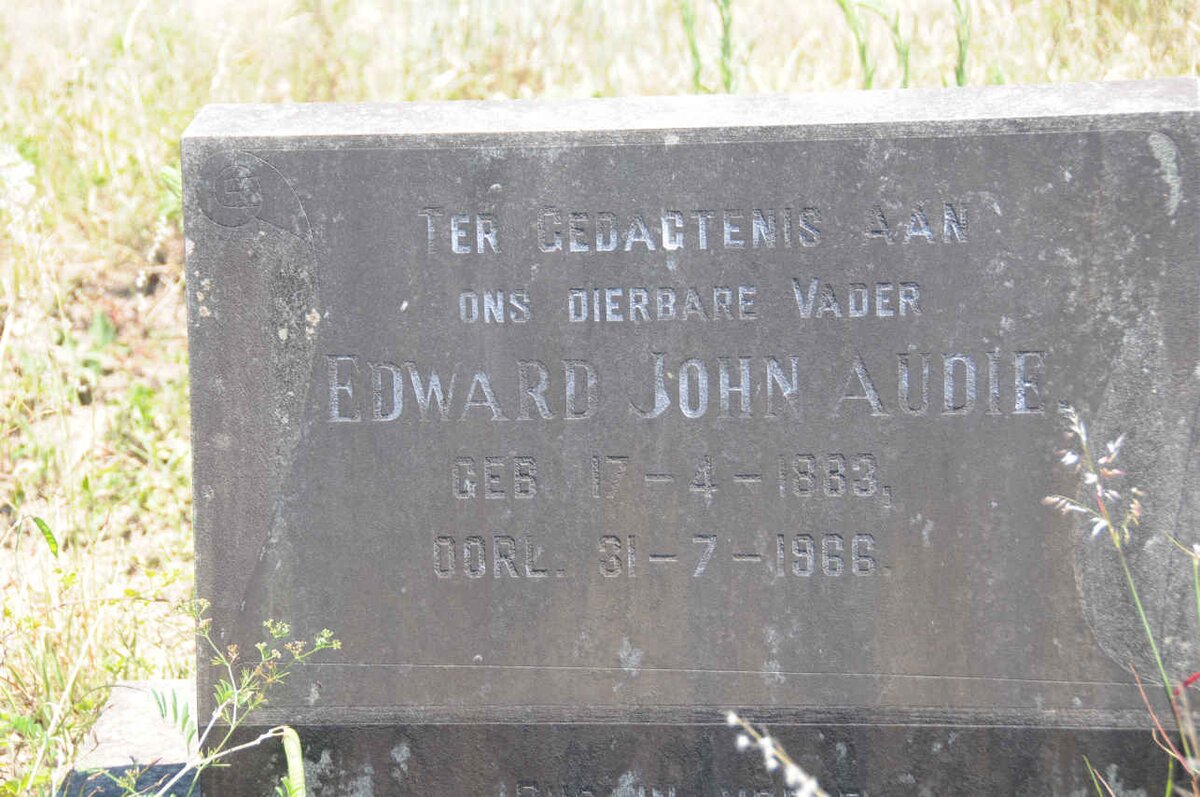 TER GEDAGTENIS AAN
ONS DIERBARE VADER
EDWARD JOHN AUDIE.
GEB. 17-4-1883,
OORL. 31-7-1966.